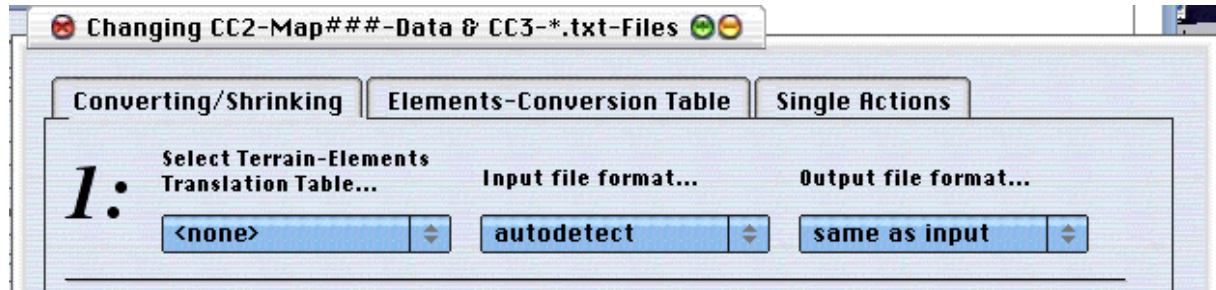 Changing CC2-Map###-Data & CC3-*.txt-Files
Converting/Shrinking
Elements-Conversion Table
Single Actions
1:
Select Terrain-Elements
Translation Table...
Input file format...
Output file format...
<none>
autodetect
same as input